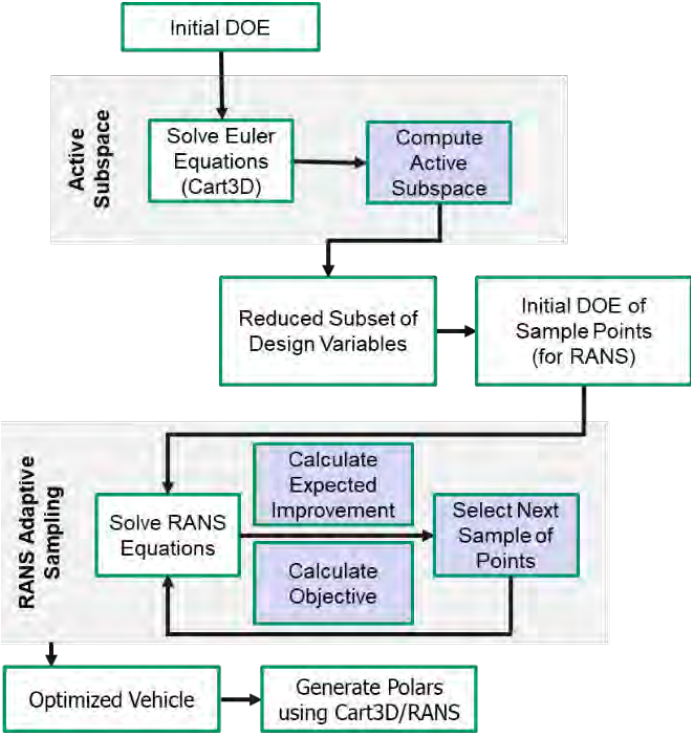 Initial DOE
Active
Subspace
Solve Euler
Equations
(Cart3D)
Compute
Active
Subspace
Reduced Subset of
Design Variables
Initial DOE of
Sample Points
(for RANS)
RANS Adaptive
Sampling
Solve RANS
Equations
Calculate
Expected
Improvement
Calculate
Objective
Select Next
Sample of
Points
Optimized Vehicle
Generate Polars
using Cart3D/RANS